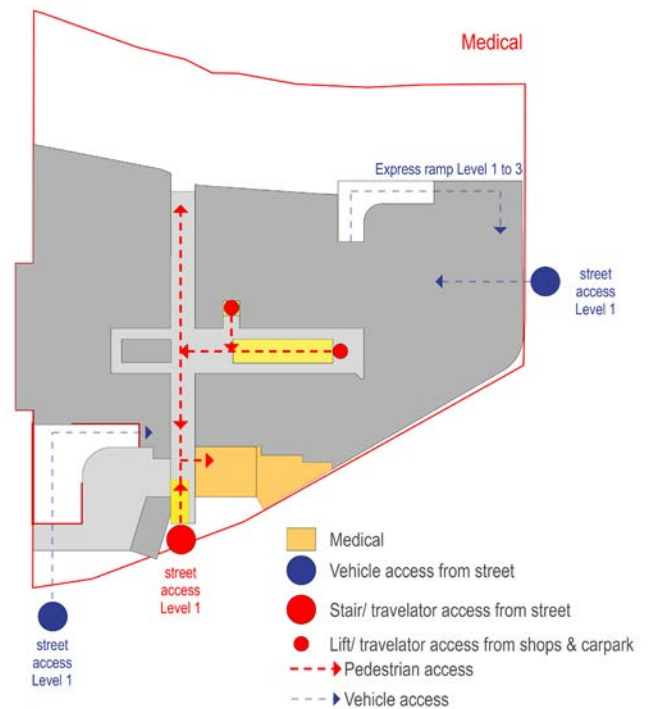 Medical
Express ramp Level 1 to 3
street
access
Level 1
street
access
Level 1
street
access
Level 1
Medical
Vehicle access from street
Stair/ travelator access from street
Lift/ travelator access from shops & carpark
Pedestrian access
Vehicle access